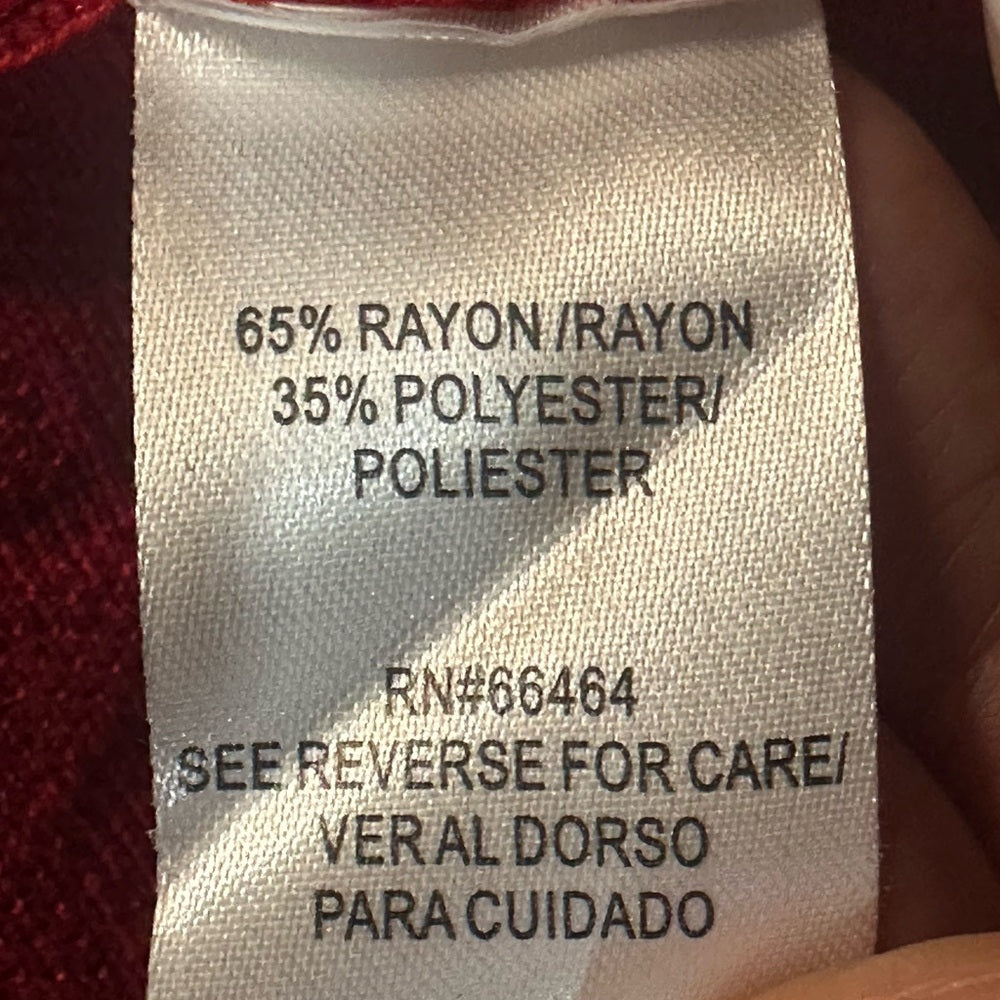 65% RAYON /RAYON
35% POLYESTER/
POLIESTER
RN#66464
SEE REVERSE FOR CARE/
VER AL DORSO
PARA CUIDADO